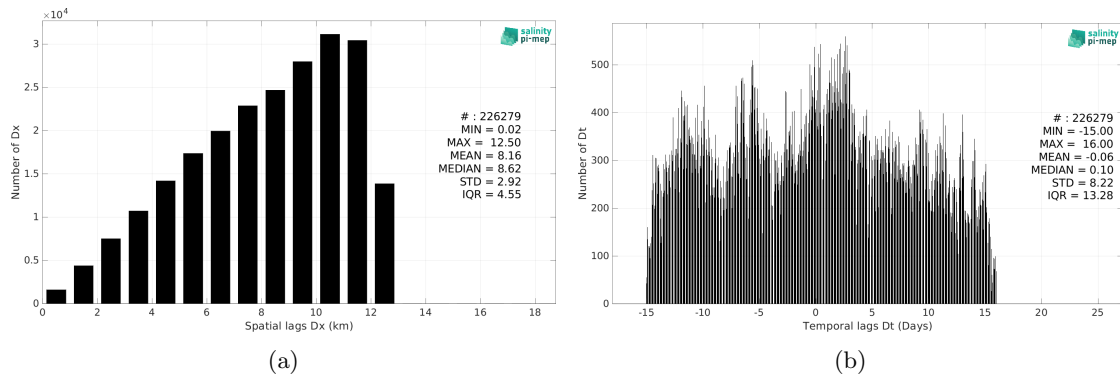 ×10⁴
3
2.5
2
1.5
1
0.5
0
0 2 4 6 8 10 12 14 16 18
Number of Dx
Spatial lags Dx (km)
salinity
pi-mep
# : 226279
MIN = 0.02
MAX = 12.50
MEAN = 8.16
MEDIAN = 8.62
STD = 2.92
IQR = 4.55
(a)
500
400
300
200
100
0
-15 -10 -5 0 5 10 15 20 25
Number of Dt
Temporal lags Dt (Days)
salinity
pi-mep
# : 226279
MIN = -15.00
MAX = 16.00
MEAN = -0.06
MEDIAN = 0.10
STD = 8.22
IQR = 13.28
(b)